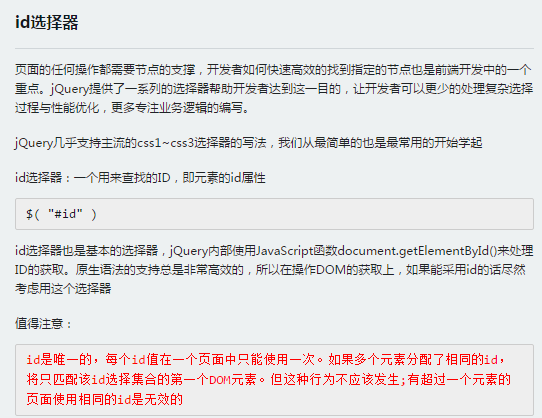 id选择器
页面的任何操作都需要节点的支撑，开发者如何快速高效的找到指定的节点也是前端开发中的一个
重点。jQuery提供了一系列的选择器帮助开发者达到这一目的，让开发者可以更少的处理复杂选择
过程与性能优化，更多专注业务逻辑的编写。
jQuery几乎支持主流的css1~css3选择器的写法，我们从最简单的也是最常用的开始学起
id选择器：一个用来查找的ID，即元素的id属性
$( "#id" )
id选择器也是基本的选择器，jQuery内部使用JavaScript函数document.getElementById()来处理
ID的获取。原生语法的支持总是非常高效的，所以在操作DOM的获取上，如果能采用id的话尽然
考虑用这个选择器
值得注意：
id是唯一的，每个id值在一个页面中只能使用一次。如果多个元素分配了相同的id，
将只匹配该id选择集合的第一个DOM元素。但这种行为不应该发生;有超过一个元素的
页面使用相同的id是无效的